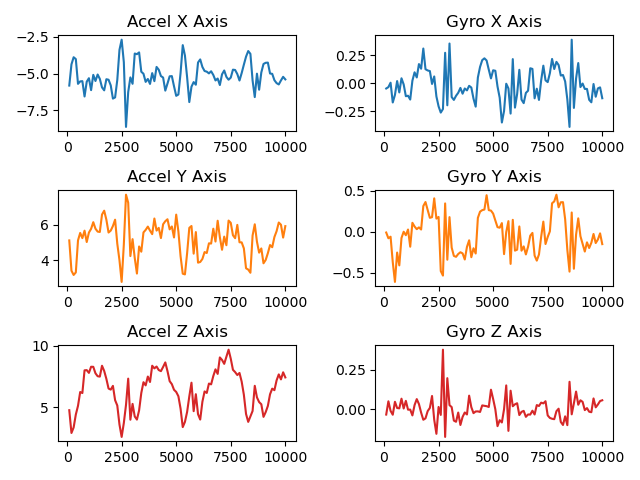 Accel X Axis
Gyro X Axis
−2.5
−5.0
−7.5
0.25
0.00
−0.25
0 2500 5000 7500 10000
0 2500 5000 7500 10000
Accel Y Axis
Gyro Y Axis
6
4
0.5
0.0
−0.5
0 2500 5000 7500 10000
0 2500 5000 7500 10000
Accel Z Axis
Gyro Z Axis
10
5
0.25
0.00
0 2500 5000 7500 10000
0 2500 5000 7500 10000